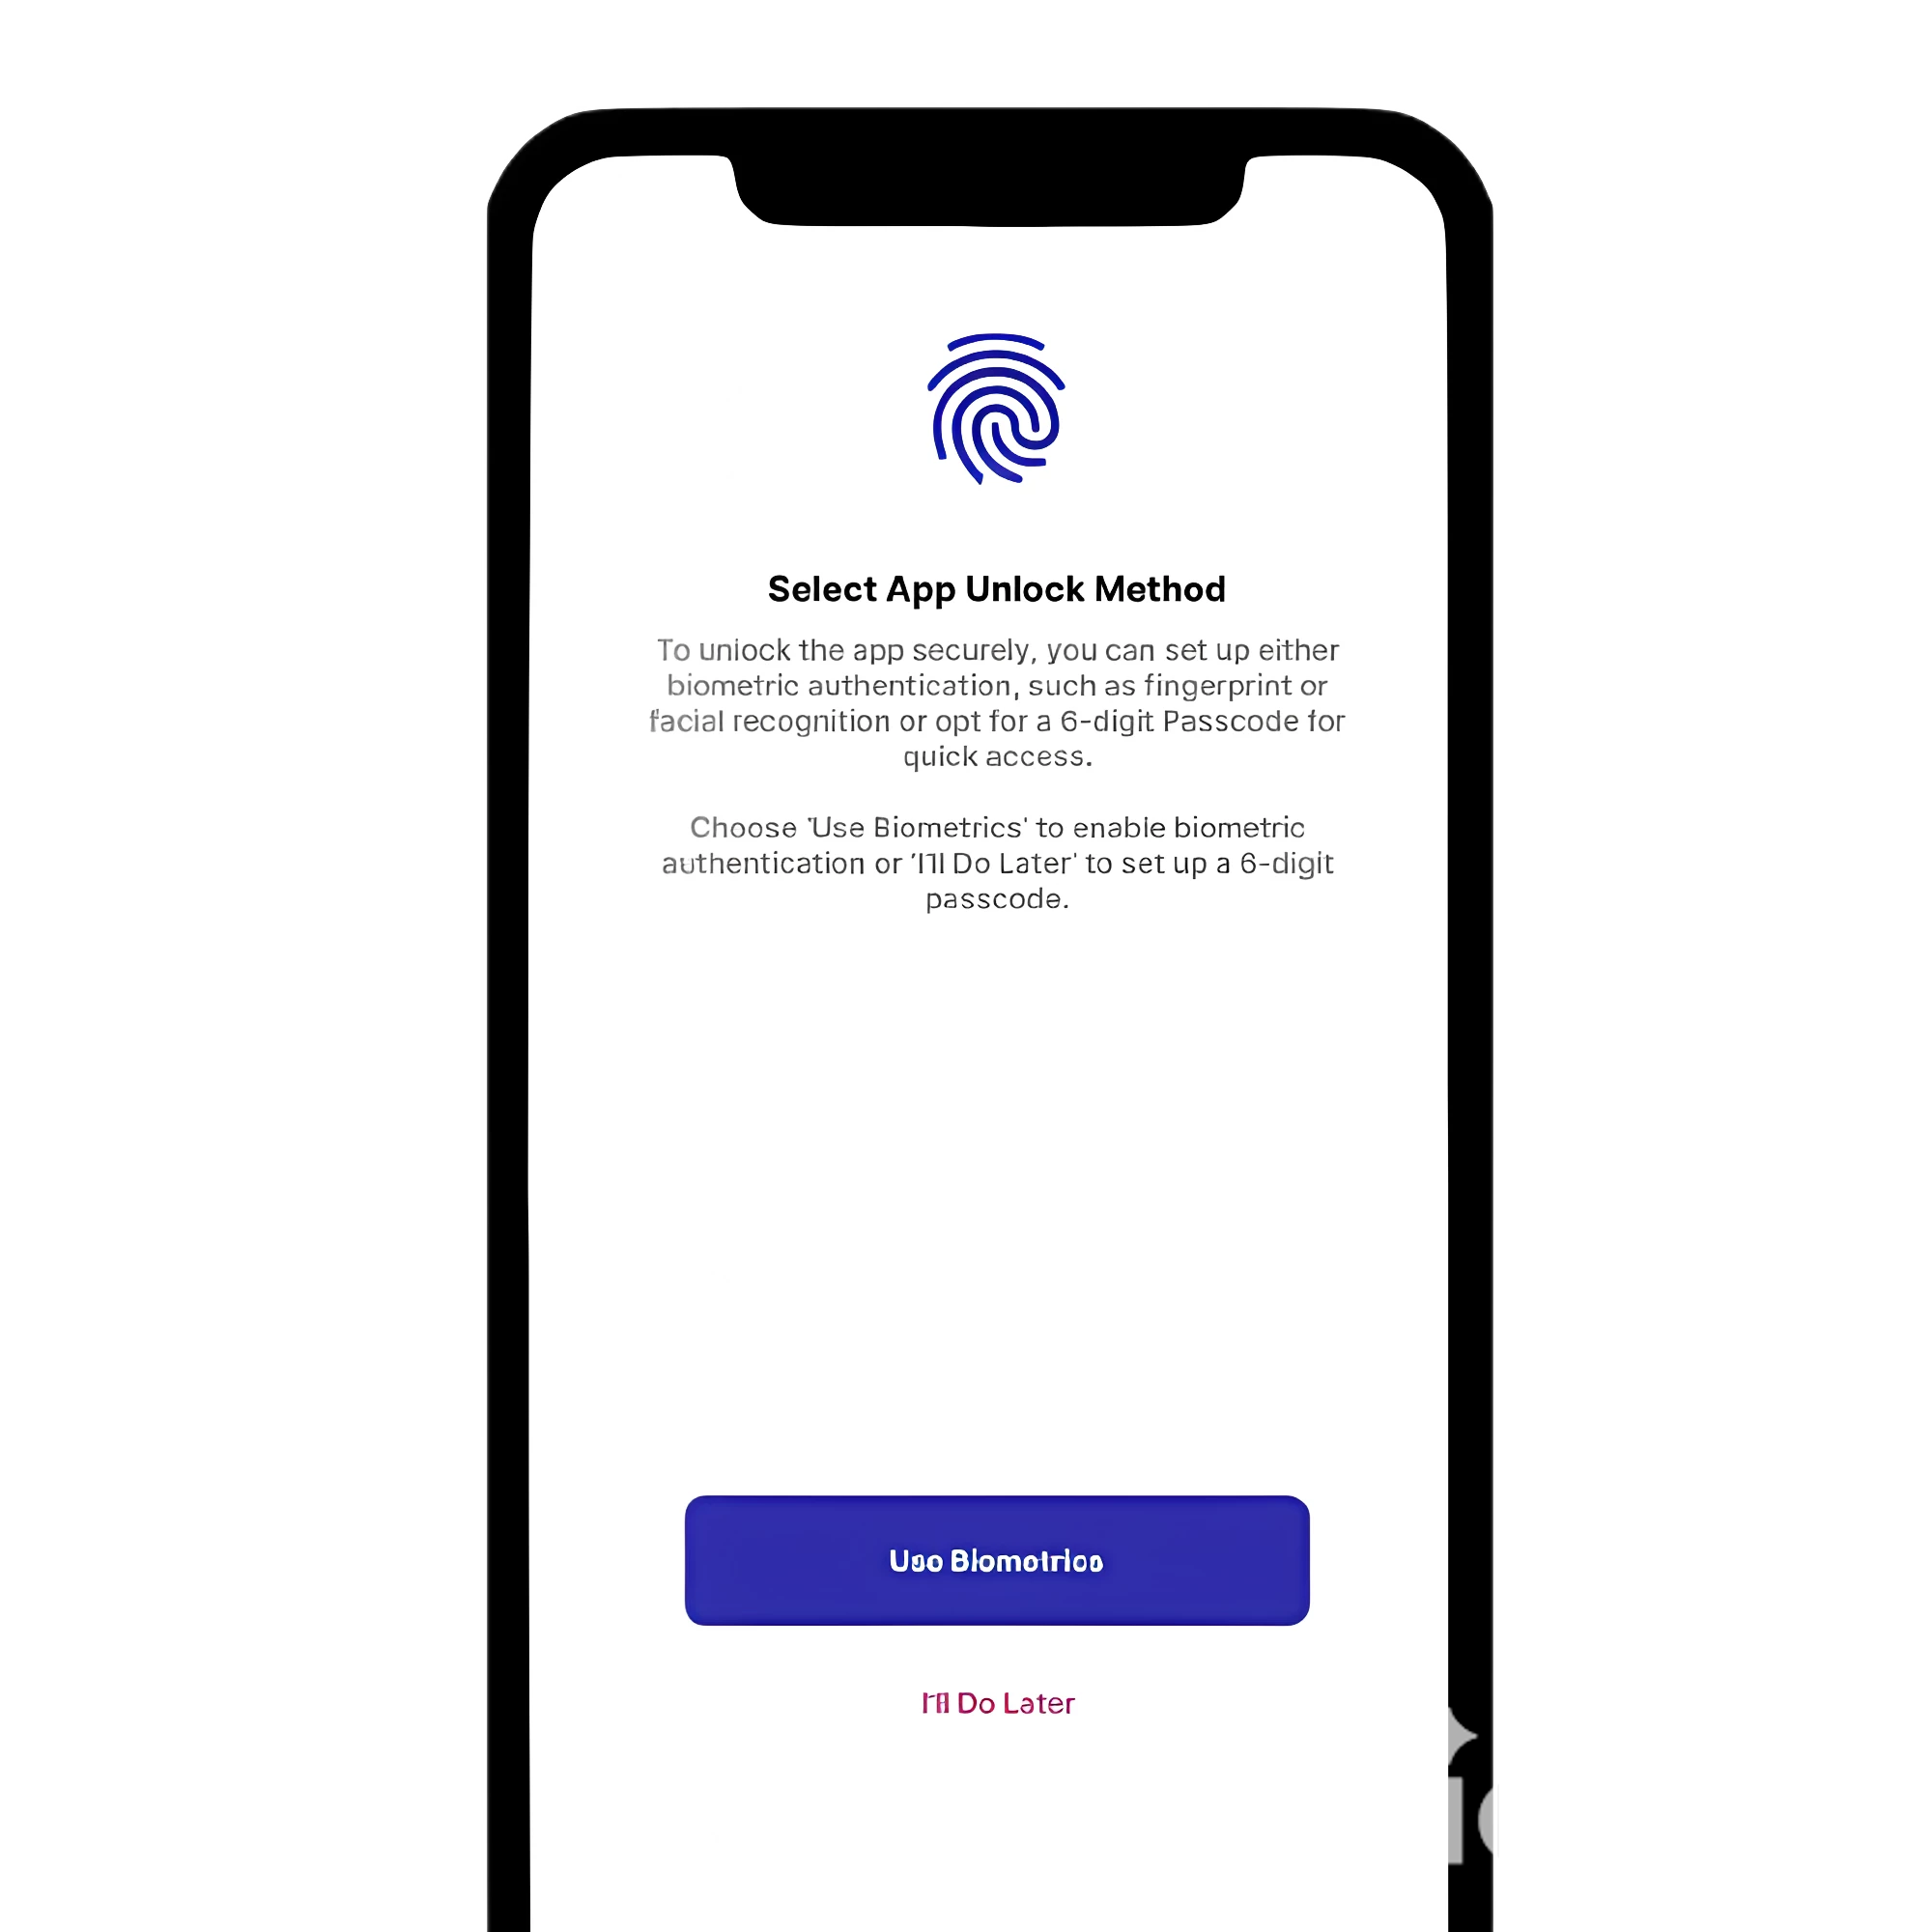 Select App Unlock Method
To unlock the app securely, you can set up either
biometric authentication, such as fingerprint or
facial recognition or opt for a 6-digit Passcode for
quick access.
Choose 'Use Biometrics' to enable biometric
authentication or 'I'll Do Later' to set up a 6-digit
passcode.
Use Biometrics
I'll Do Later